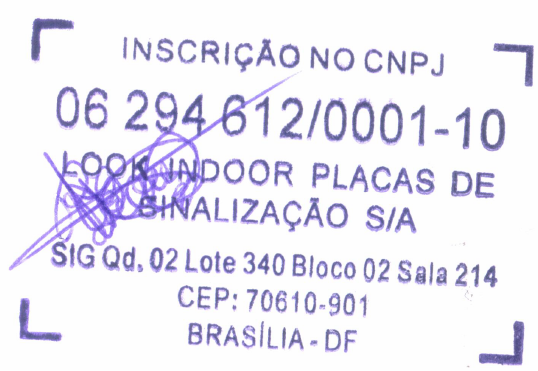 INSCRIÇÃO NO CNPJ
06 294 612/0001-10
LOOK INDOOR PLACAS DE
SINALIZAÇÃO S/A
SIG Qd. 02 Lote 340 Bloco 02 Sala 214
CEP: 70610-901
BRASÍLIA - DF